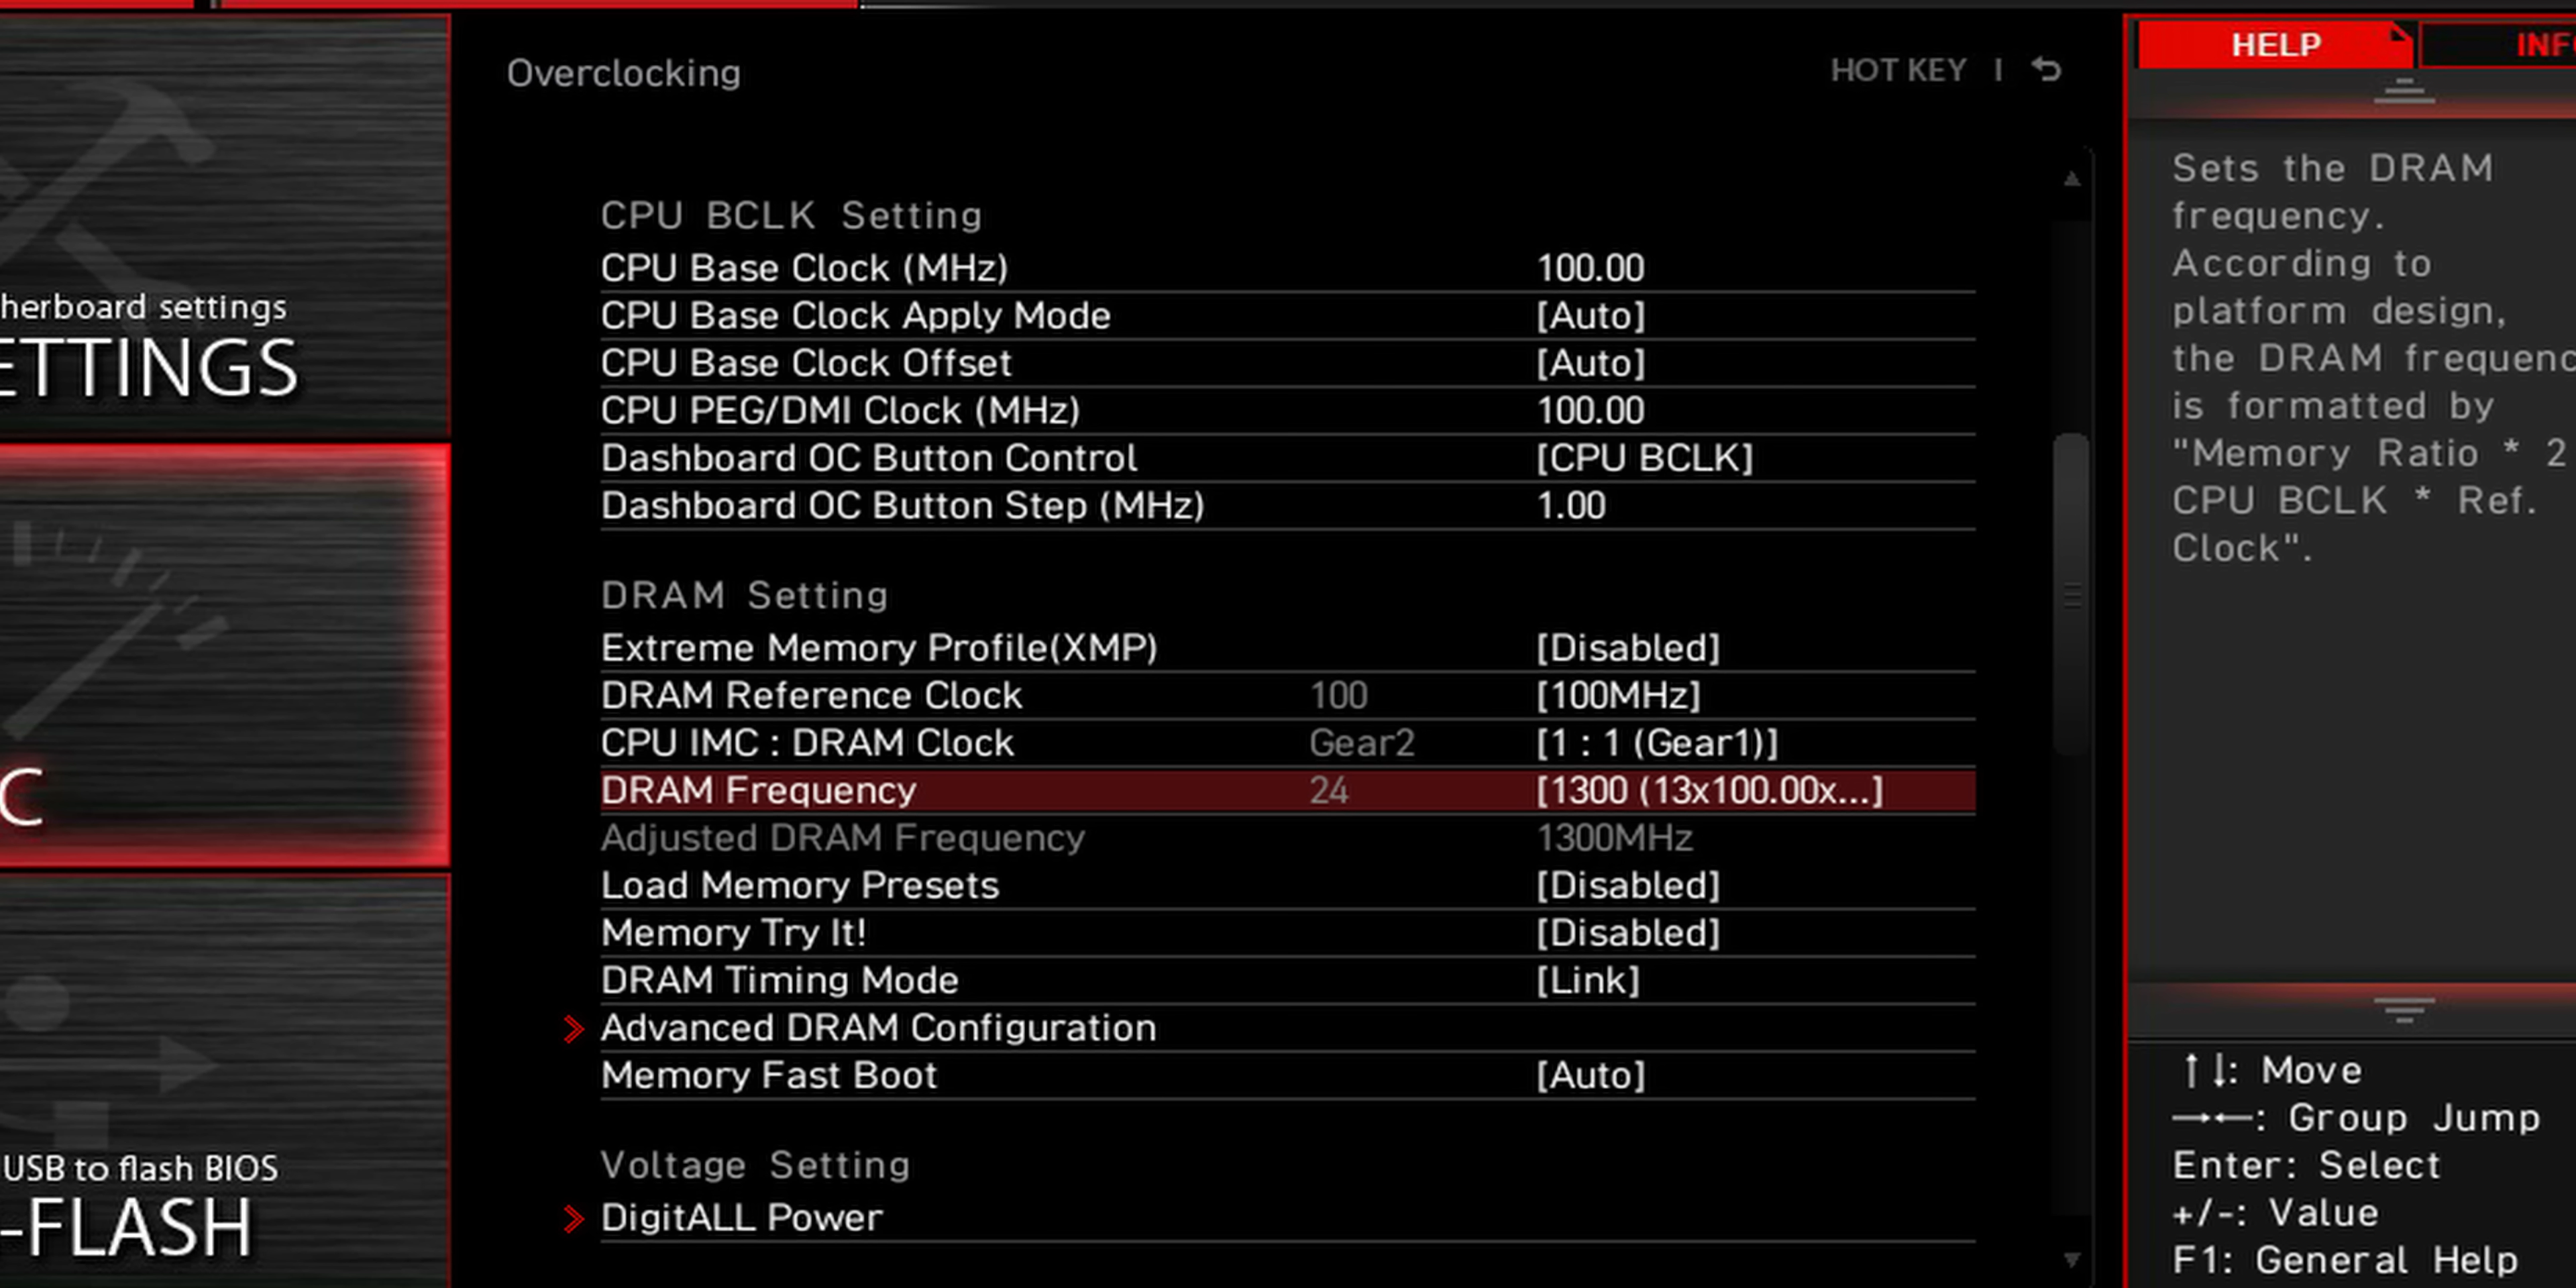 herboard settings
ETTINGS
C
USB to flash BIOS
-FLASH
Overclocking
HOT KEY |
CPU BCLK Setting
CPU Base Clock (MHz) 100.00
CPU Base Clock Apply Mode [Auto]
CPU Base Clock Offset [Auto]
CPU PEG/DMI Clock (MHz) 100.00
Dashboard OC Button Control [CPU BCLK]
Dashboard OC Button Step (MHz) 1.00
DRAM Setting
Extreme Memory Profile(XMP) [Disabled]
DRAM Reference Clock 100 [100MHz]
CPU IMC : DRAM Clock Gear2 [1 : 1 (Gear1)]
DRAM Frequency 24 [1300 (13x100.00x...]
Adjusted DRAM Frequency 1300MHz
Load Memory Presets [Disabled]
Memory Try It! [Disabled]
DRAM Timing Mode [Link]
Advanced DRAM Configuration
Memory Fast Boot [Auto]
Voltage Setting
DigitALL Power
HELP
INF
Sets the DRAM
frequency.
According to
platform design,
the DRAM frequenc
is formatted by
"Memory Ratio * 2
CPU BCLK * Ref.
Clock".
↑↓: Move
→←: Group Jump
Enter: Select
+/-: Value
F1: General Help